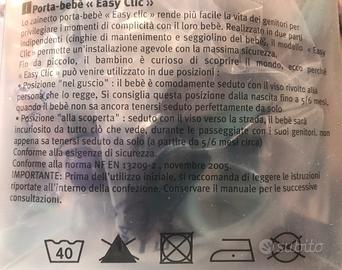 Porta-bebè « Easy Clic »
Lo zainetto porta-bebè « Easy clic » rende più facile la vita dei genitori per
privilegiare i momenti di complicità con il loro bebè. Realizzato in due parti
indipendenti (cinghie di mantenimento e seggiolino del bebè), il modello « Easy
Clic » permette un'installazione agevole con la massima sicurezza.
Fin da piccolo, il bambino è curioso di scoprire il mondo, ecco perché
« Easy Clic » può venire utilizzato in due posizioni :
• Posizione "nel guscio" : il bebè è comodamente seduto con il viso rivolto alla
persona che lo regge. Si consiglia questa posizione dalla nascita fino a 5/6 mesi,
quando il bebè non sa ancora tenersi seduto perfettamente da solo
• Posizione "alla scoperta" : seduto con il viso verso la strada, il bebè sarà
incuriosito da tutto ciò che vede, durante le passeggiate con i suoi genitori, non
appena sa tenersi seduto da solo (a partire da 5/6 mesi circa)
Conforme alle esigenze di sicurezza.
Conforme alla norma NF EN 13209-2 , novembre 2005.
IMPORTANTE: Prima dell'utilizzo iniziale, si raccomanda di leggere le istruzioni
riportate all'interno della confezione. Conservare il manuale per le successive
consultazioni.
40
subito